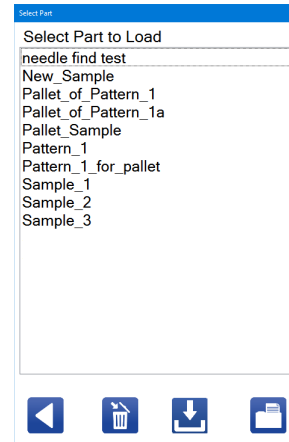 Select Part
Select Part to Load
needle find test
New_Sample
Pallet_of_Pattern_1
Pallet_of_Pattern_1a
Pallet_Sample
Pattern_1
Pattern_1_for_pallet
Sample_1
Sample_2
Sample_3